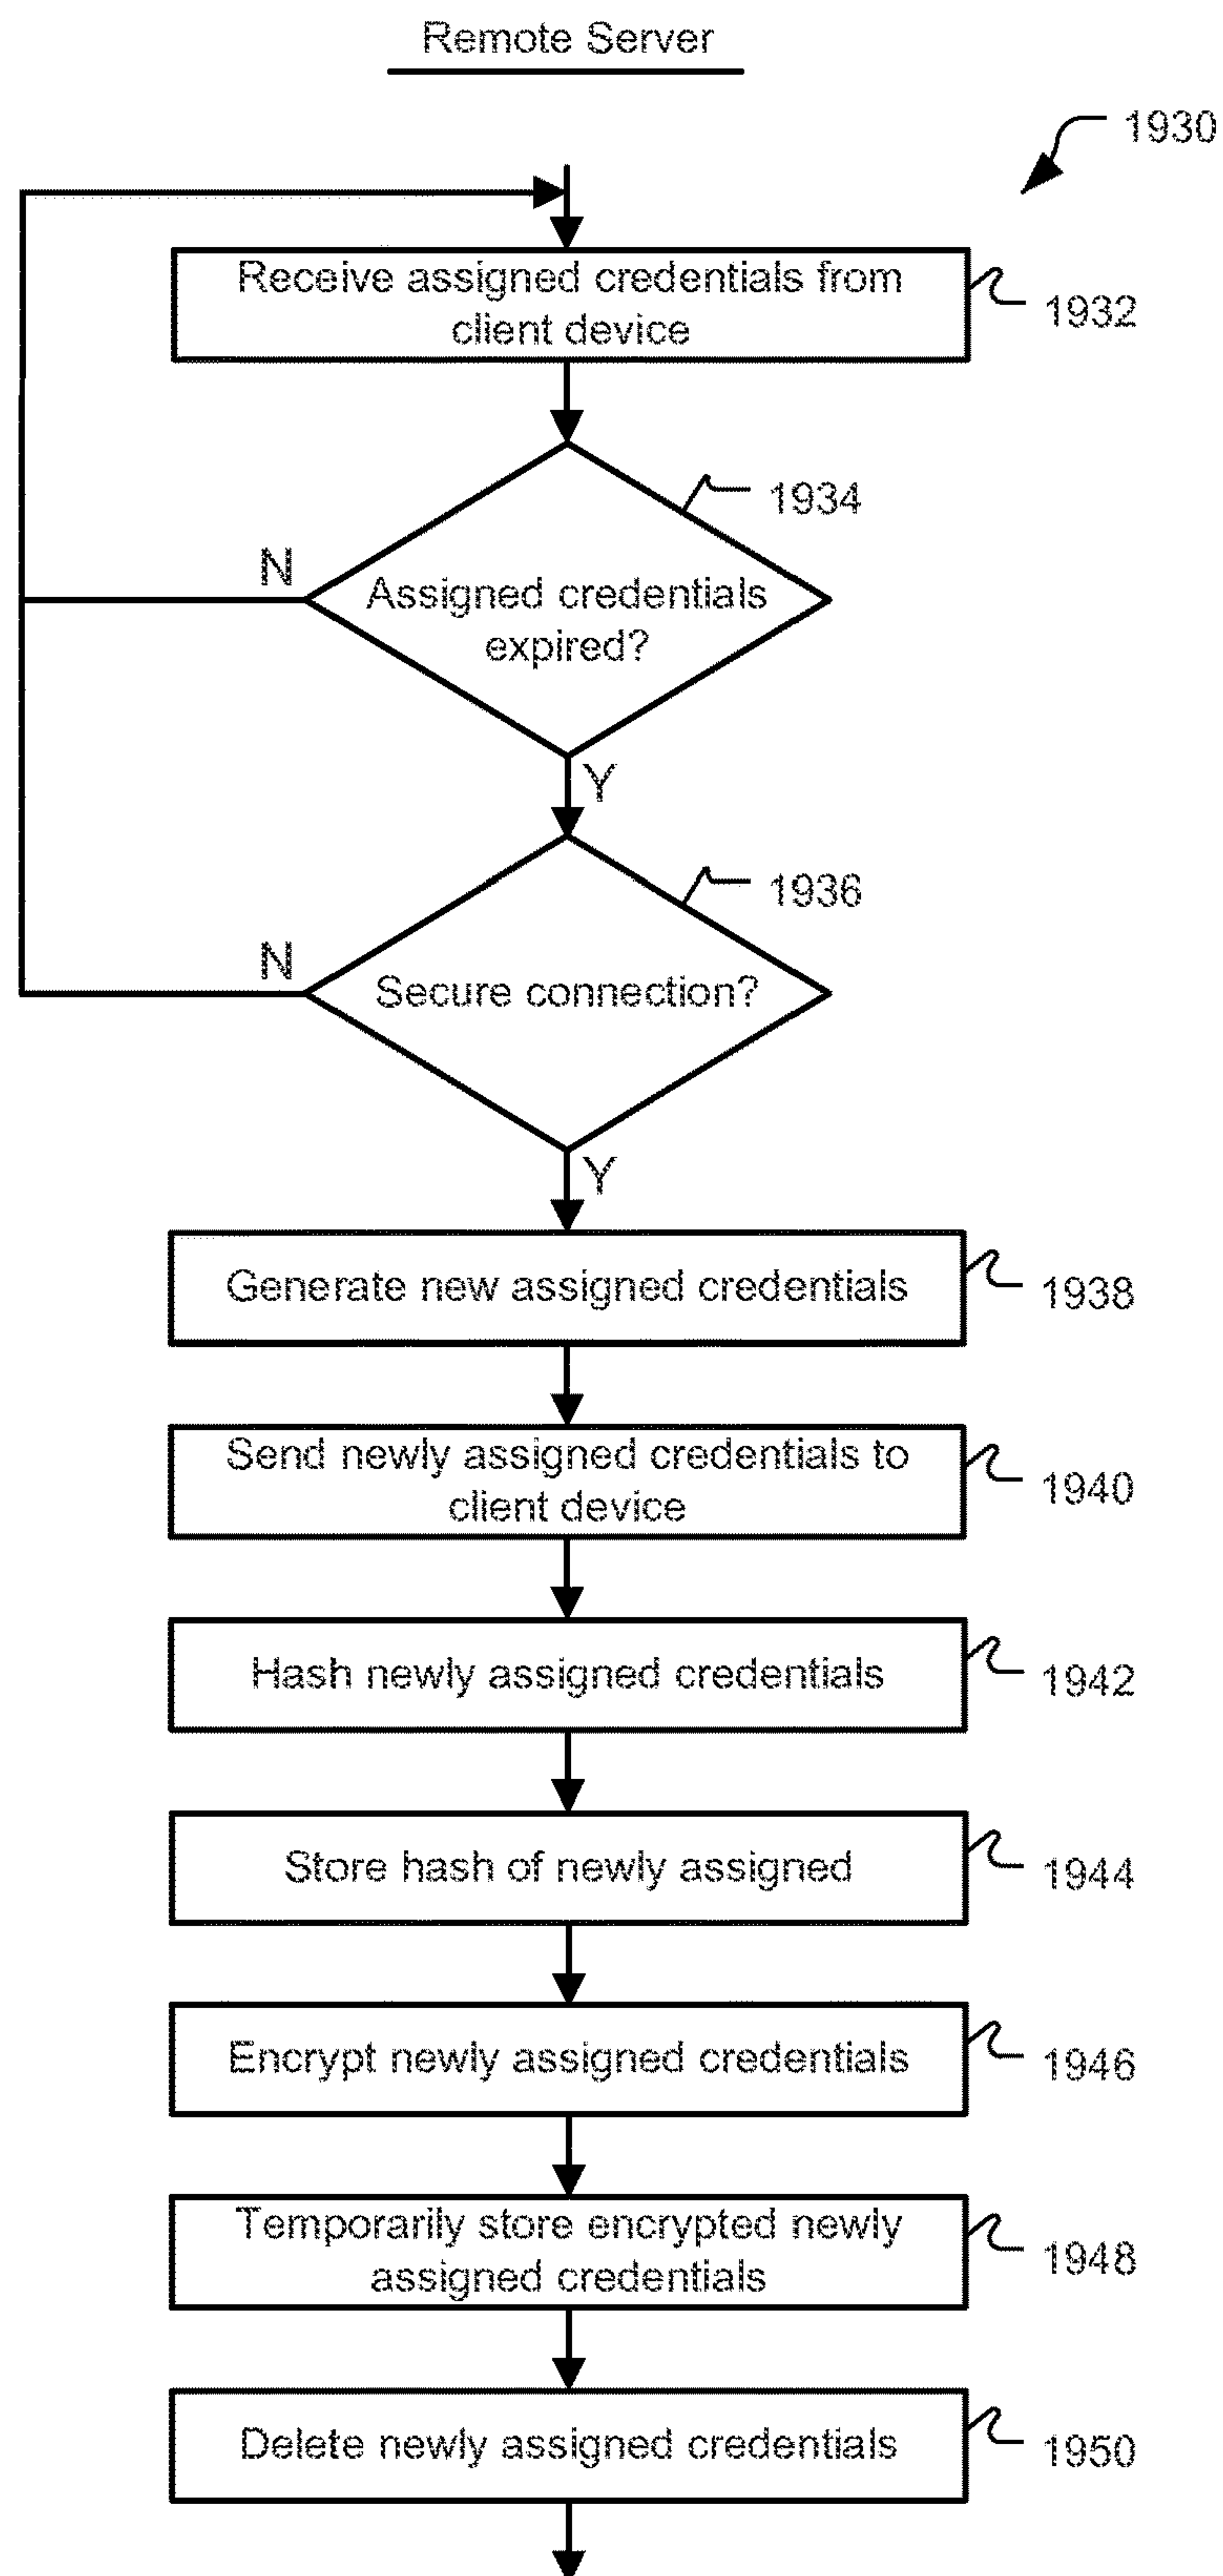 Remote Server
1930
Receive assigned credentials from
client device
1932
1934
N
Assigned credentials
expired?
Y
1936
N
Secure connection?
Y
Generate new assigned credentials
1938
Send newly assigned credentials to
client device
1940
Hash newly assigned credentials
1942
Store hash of newly assigned
1944
Encrypt newly assigned credentials
1946
Temporarily store encrypted newly
assigned credentials
1948
Delete newly assigned credentials
1950